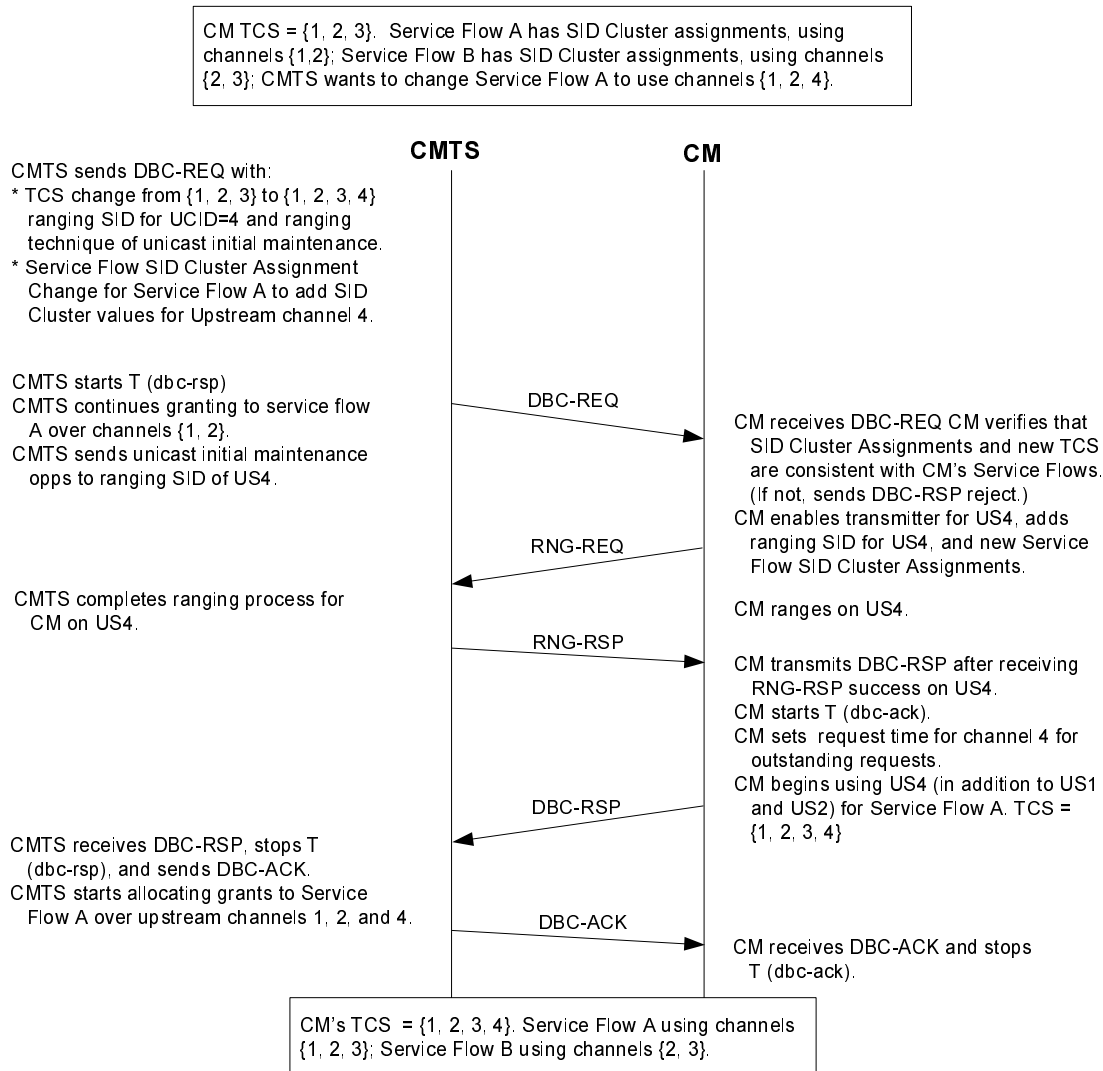 CM TCS = {1, 2, 3}. Service Flow A has SID Cluster assignments, using
channels {1,2}; Service Flow B has SID Cluster assignments, using channels
{2, 3}; CMTS wants to change Service Flow A to use channels {1, 2, 4}.
CMTS
CM
CMTS sends DBC-REQ with:
* TCS change from {1, 2, 3} to {1, 2, 3, 4}
ranging SID for UCID=4 and ranging
technique of unicast initial maintenance.
* Service Flow SID Cluster Assignment
Change for Service Flow A to add SID
Cluster values for Upstream channel 4.
CMTS starts T (dbc-rsp)
CMTS continues granting to service flow
A over channels {1, 2}.
CMTS sends unicast initial maintenance
opps to ranging SID of US4.
DBC-REQ
CM receives DBC-REQ CM verifies that
SID Cluster Assignments and new TCS
are consistent with CM's Service Flows.
(If not, sends DBC-RSP reject.)
CM enables transmitter for US4, adds
ranging SID for US4, and new Service
Flow SID Cluster Assignments.
RNG-REQ
CMTS completes ranging process for
CM on US4.
CM ranges on US4.
RNG-RSP
CM transmits DBC-RSP after receiving
RNG-RSP success on US4.
CM starts T (dbc-ack).
CM sets request time for channel 4 for
outstanding requests.
CM begins using US4 (in addition to US1
and US2) for Service Flow A. TCS =
{1, 2, 3, 4}
DBC-RSP
CMTS receives DBC-RSP, stops T
(dbc-rsp), and sends DBC-ACK.
CMTS starts allocating grants to Service
Flow A over upstream channels 1, 2, and 4.
DBC-ACK
CM receives DBC-ACK and stops
T (dbc-ack).
CM's TCS = {1, 2, 3, 4}. Service Flow A using channels
{1, 2, 3}; Service Flow B using channels {2, 3}.